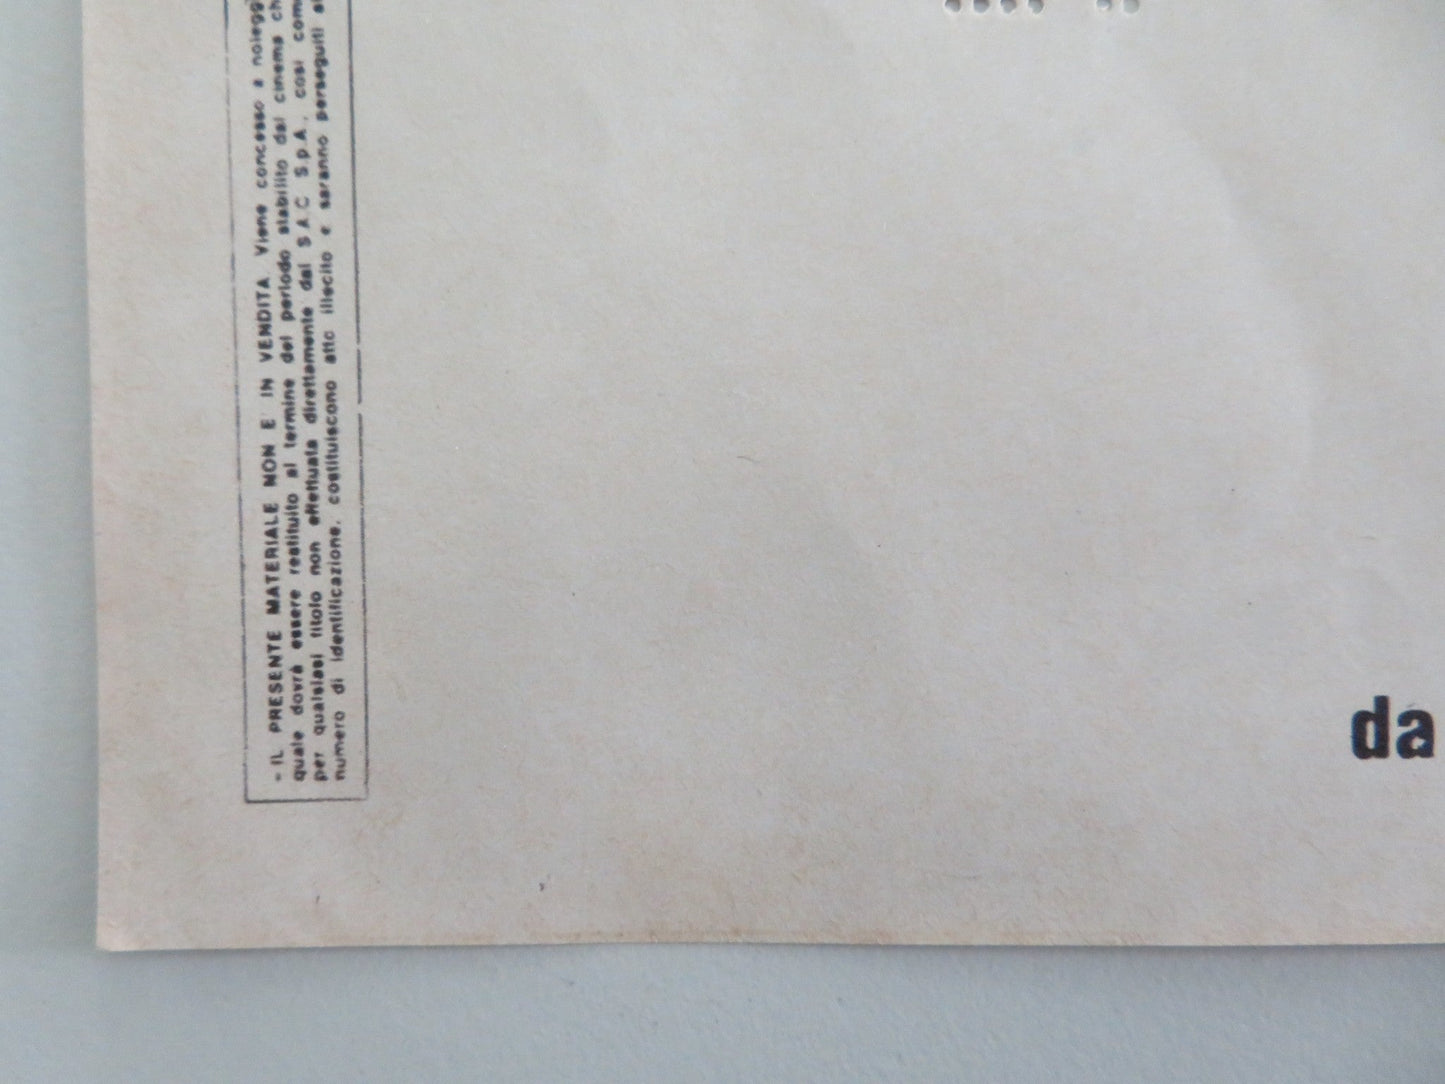 - IL PRESENTE MATERIALE NON E' IN VENDITA. Viene concesso a nolegg
quale dovrà essere restituito al termine del periodo stabilito dal cinema ch
per qualsiasi titolo non effettuata direttamente dal S.A.C. S.p.A., così com
numero di identificazione, costituiscono atto illecito e saranno perseguiti
da